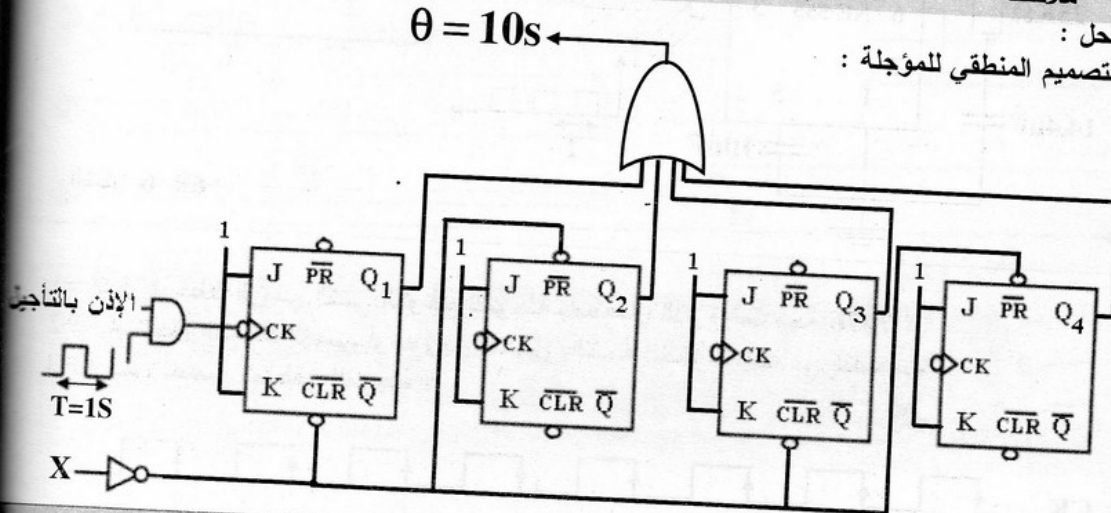 حل :
تصميم المنطقي للمؤجلة :
θ = 10s
1
J PR Q1
CK
K CLR Q
1
J PR Q2
CK
K CLR Q
1
J PR Q3
CK
K CLR Q
1
J PR Q4
CK
K CLR Q
الإذن بالتأجيل
T=1S
X